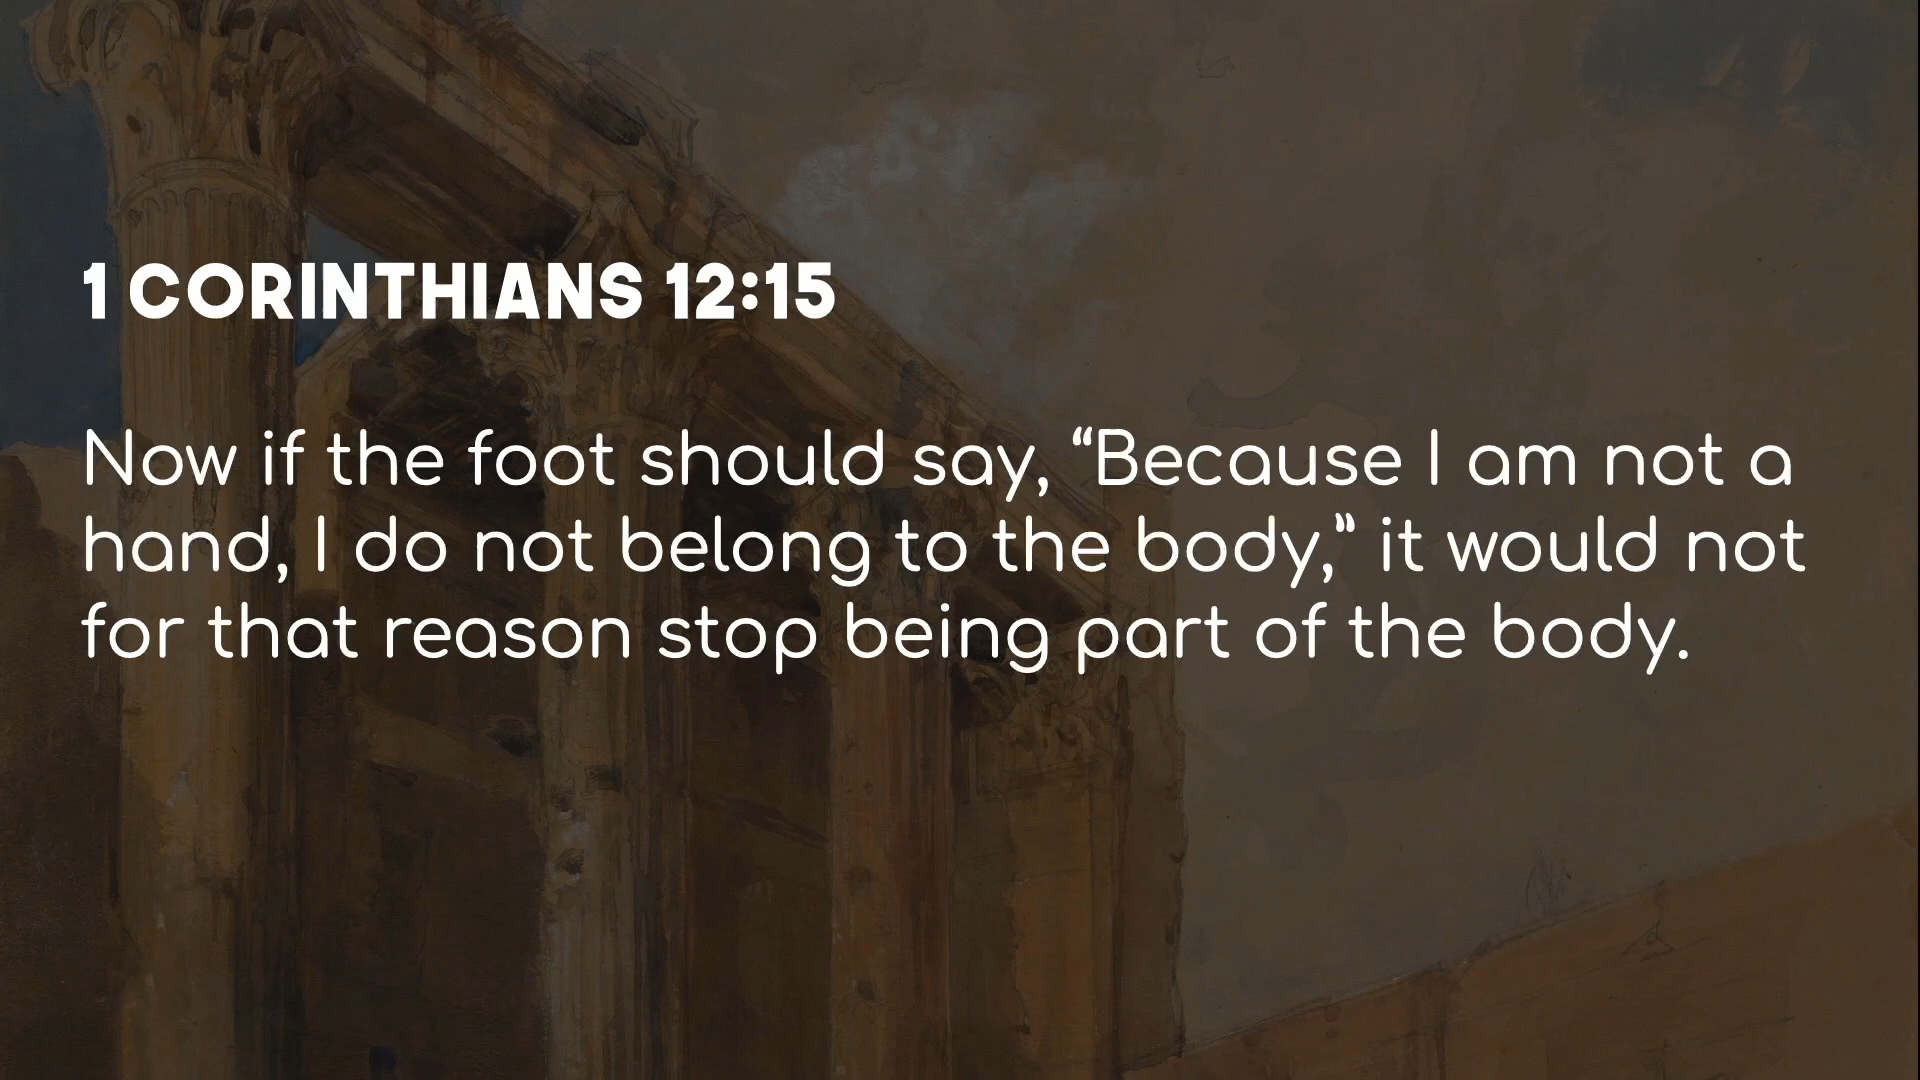 1 CORINTHIANS 12:15
Now if the foot should say, “Because I am not a
hand, I do not belong to the body,” it would not
for that reason stop being part of the body.